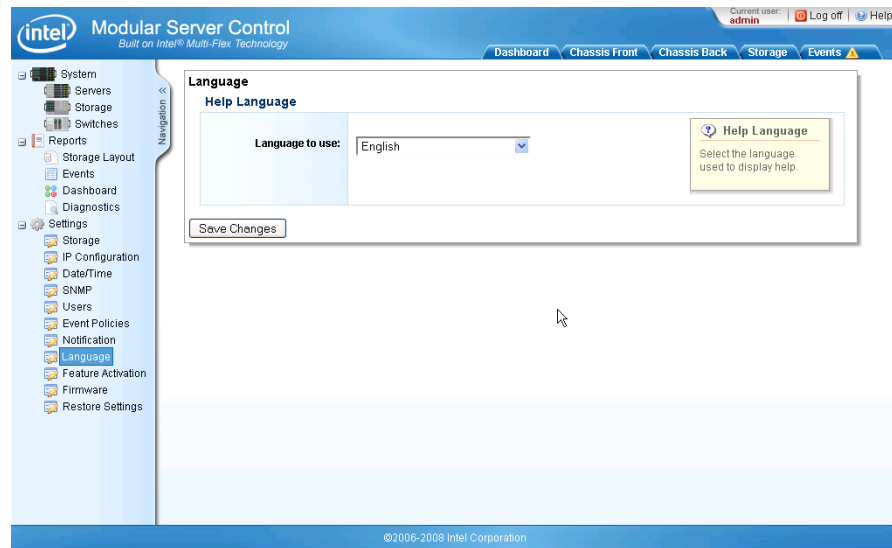 intel
Modular Server Control
Built on Intel® Multi-Flex Technology
Current user:
admin
Log off
Help
Dashboard
Chassis Front
Chassis Back
Storage
Events
System
Servers
Storage
Switches
Reports
Storage Layout
Events
Dashboard
Diagnostics
Settings
Storage
IP Configuration
Date/Time
SNMP
Users
Event Policies
Notification
Language
Feature Activation
Firmware
Restore Settings
«
Navigation
Language
Help Language
Language to use:
English
Help Language
Select the language
used to display help.
Save Changes
©2006-2008 Intel Corporation